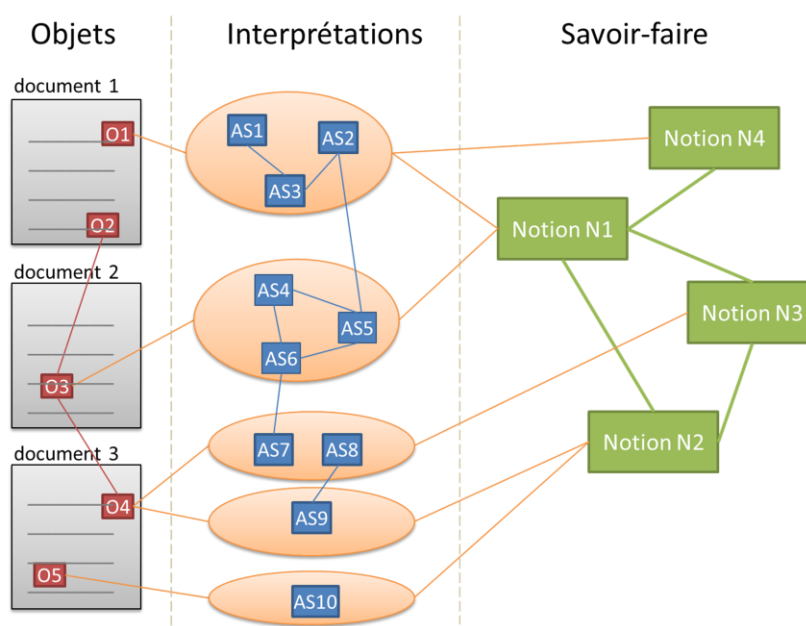 Objets
Interprétations
Savoir-faire
document 1
O1
O2
document 2
O3
document 3
O4
O5
AS1
AS2
AS3
AS4
AS5
AS6
AS7
AS8
AS9
AS10
Notion N4
Notion N1
Notion N3
Notion N2